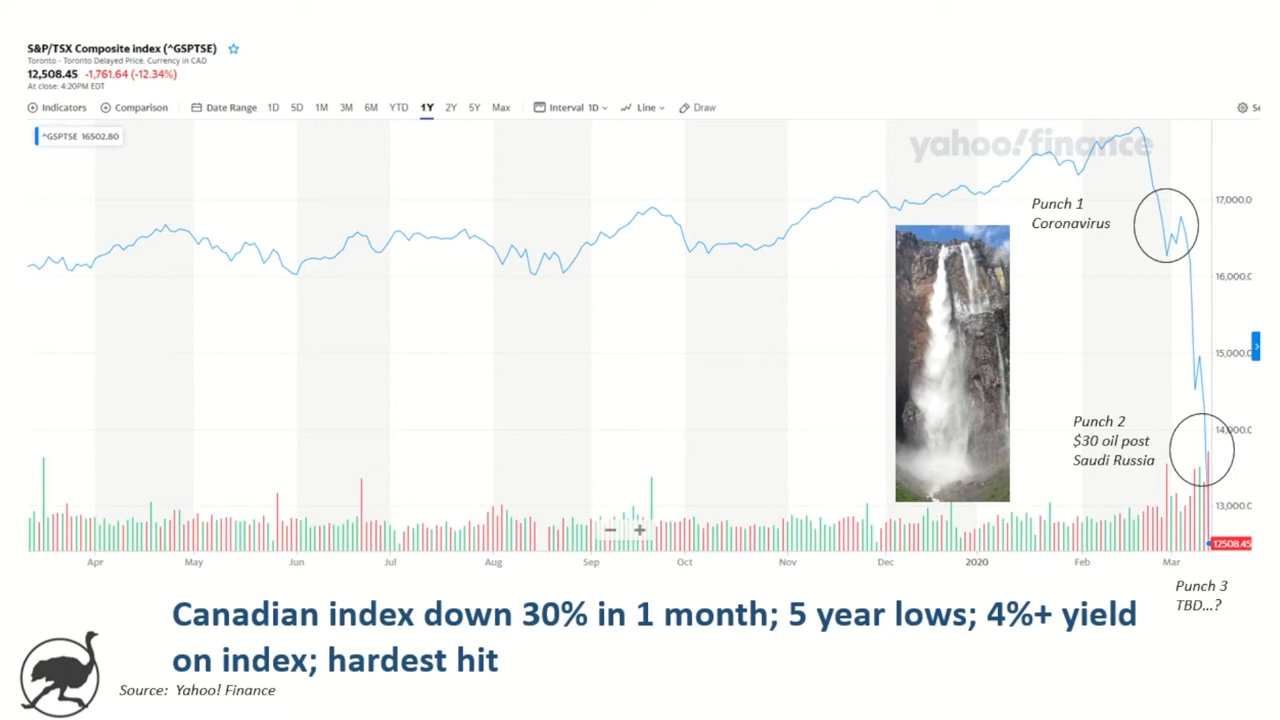 S&P/TSX Composite index (^GSPTSE)
Toronto - Toronto Delayed Price. Currency in CAD
12,508.45 -1,761.64 (-12.34%)
At close: 4:20PM EDT
Indicators Comparison Date Range 1D 5D 1M 3M 6M YTD 1Y 2Y 5Y Max Interval 1D Line Draw
^GSPTSE 16502.80
yahoo!finance
Punch 1
Coronavirus
17,000.0
16,000.0
15,000.0
Punch 2
$30 oil post
Saudi Russia
14,000.0
13,000.0
12508.45
Apr May Jun Jul Aug Sep Oct Nov Dec 2020 Feb Mar
Punch 3
TBD...?
Canadian index down 30% in 1 month; 5 year lows; 4%+ yield
on index; hardest hit
Source: Yahoo! Finance